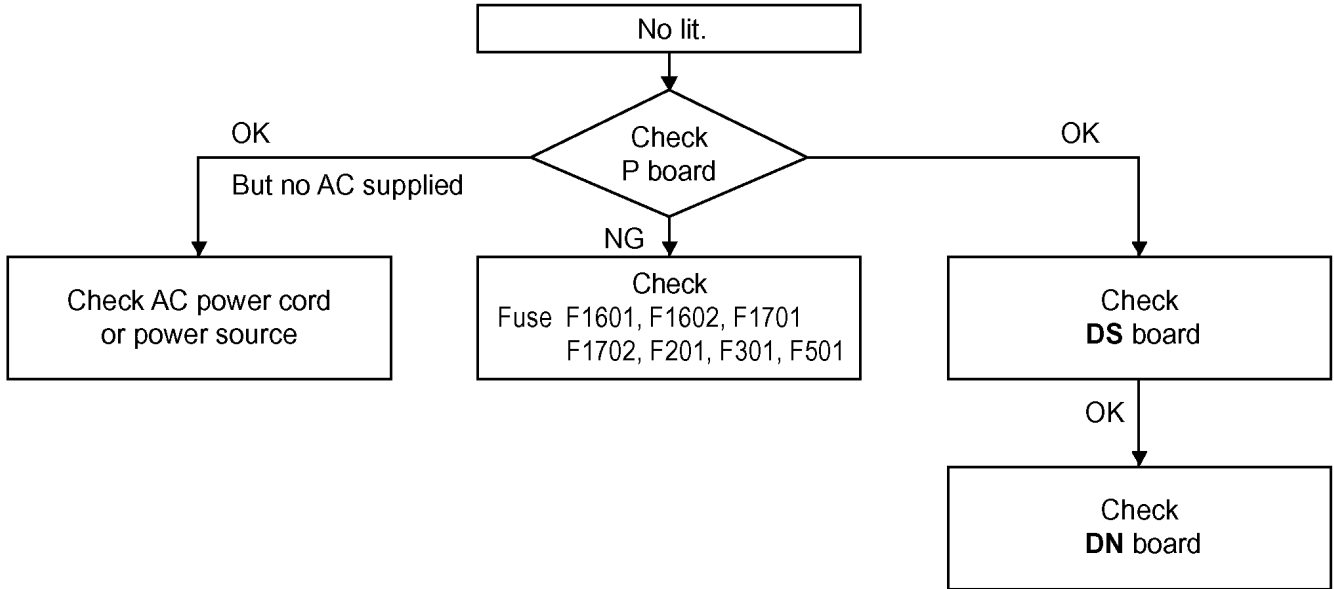 No lit.
Check
P board
OK
But no AC supplied
OK
NG
Check AC power cord
or power source
Check
Fuse F1601, F1602, F1701
F1702, F201, F301, F501
Check
DS board
OK
Check
DN board